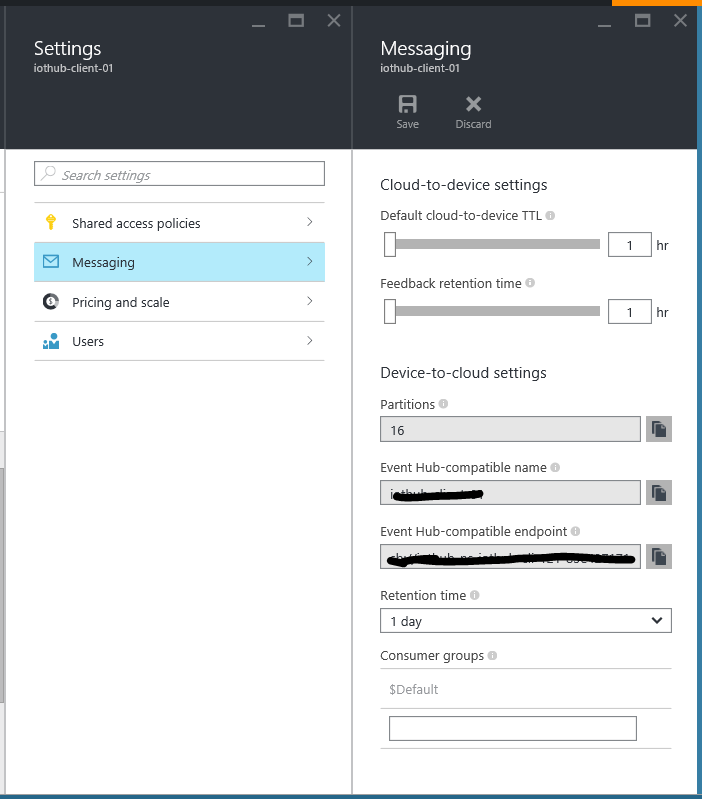 Settings
iothub-client-01
Search settings
Shared access policies
Messaging
Pricing and scale
Users
Messaging
iothub-client-01
Save
Discard
Cloud-to-device settings
Default cloud-to-device TTL
1 hr
Feedback retention time
1 hr
Device-to-cloud settings
Partitions
16
Event Hub-compatible name
Event Hub-compatible endpoint
Retention time
1 day
Consumer groups
$Default